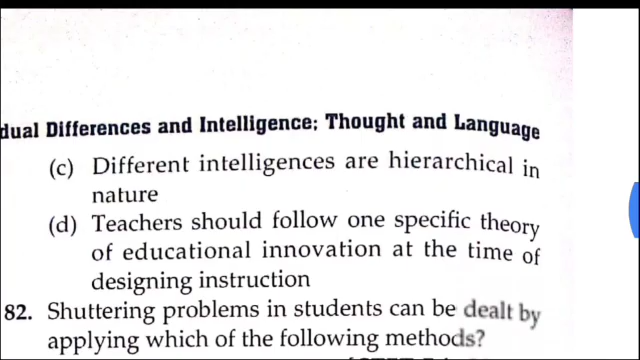 dual Differences and Intelligence; Thought and Language
(c) Different intelligences are hierarchical in
nature
(d) Teachers should follow one specific theory
of educational innovation at the time of
designing instruction
82. Shuttering problems in students can be dealt by
applying which of the following methods?